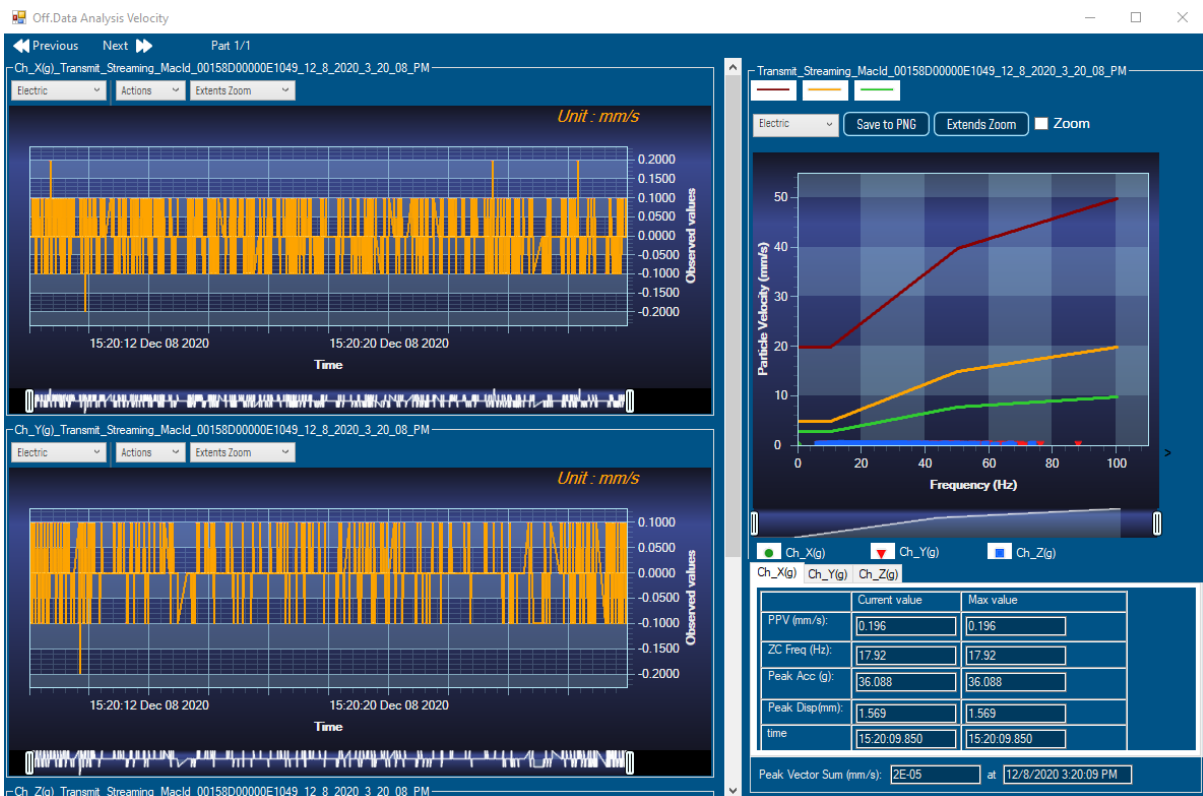 Off.Data Analysis Velocity
Previous Next Part 1/1
Ch_X(g)_Transmit_Streaming_MacId_00158D00000E1049_12_8_2020_3_20_08_PM
Electric Actions Extents Zoom
Unit : mm/s
0.2000
0.1500
0.1000
0.0500
0.0000
-0.0500
-0.1000
-0.1500
-0.2000
Observed values
15:20:12 Dec 08 2020 15:20:20 Dec 08 2020
Time
Ch_Y(g)_Transmit_Streaming_MacId_00158D00000E1049_12_8_2020_3_20_08_PM
Electric Actions Extents Zoom
Unit : mm/s
0.1000
0.0500
0.0000
-0.0500
-0.1000
-0.1500
-0.2000
Observed values
15:20:12 Dec 08 2020 15:20:20 Dec 08 2020
Time
Ch_Z(g)_Transmit_Streaming_MacId_00158D00000E1049_12_8_2020_3_20_08_PM
Transmit_Streaming_MacId_00158D00000E1049_12_8_2020_3_20_08_PM
Electric Save to PNG Extends Zoom Zoom
50
40
30
20
10
0
Particle Velocity (mm/s)
0 20 40 60 80 100
Frequency (Hz)
>
Ch_X(g) Ch_Y(g) Ch_Z(g)
Ch_X(g) Ch_Y(g) Ch_Z(g)
Current value Max value
PPV (mm/s): 0.196 0.196
ZC Freq (Hz): 17.92 17.92
Peak Acc (g): 36.088 36.088
Peak Disp(mm): 1.569 1.569
time 15:20:09.850 15:20:09.850
Peak Vector Sum (mm/s): 2E-05 at 12/8/2020 3:20:09 PM